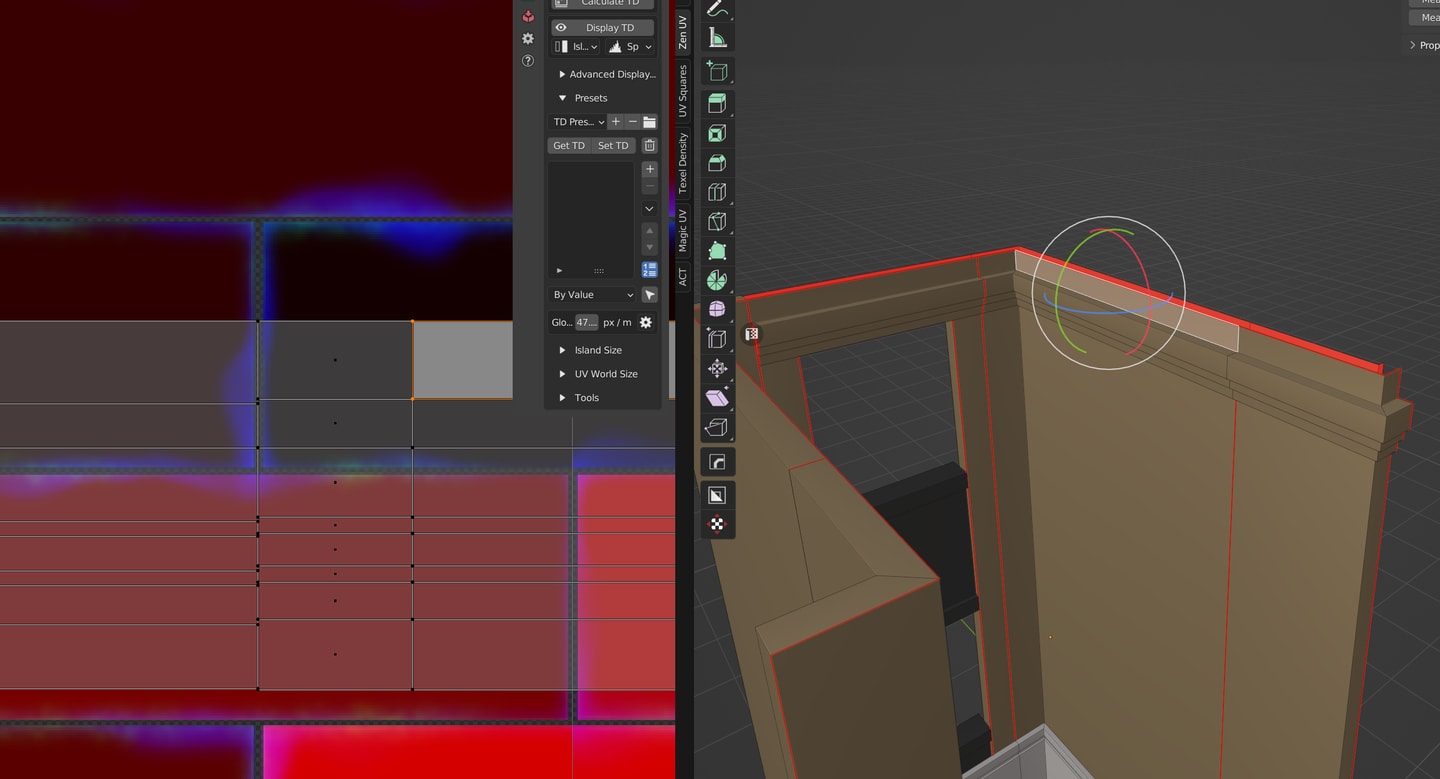 Calculate TD
Display TD
Isl...
Sp
Advanced Display...
Presets
TD Pres...
Get TD
Set TD
By Value
Glo...
47...
px / m
Island Size
UV World Size
Tools
Zen UV
UV Squares
Texel Density
Magic UV
ACT
Mea
Prop